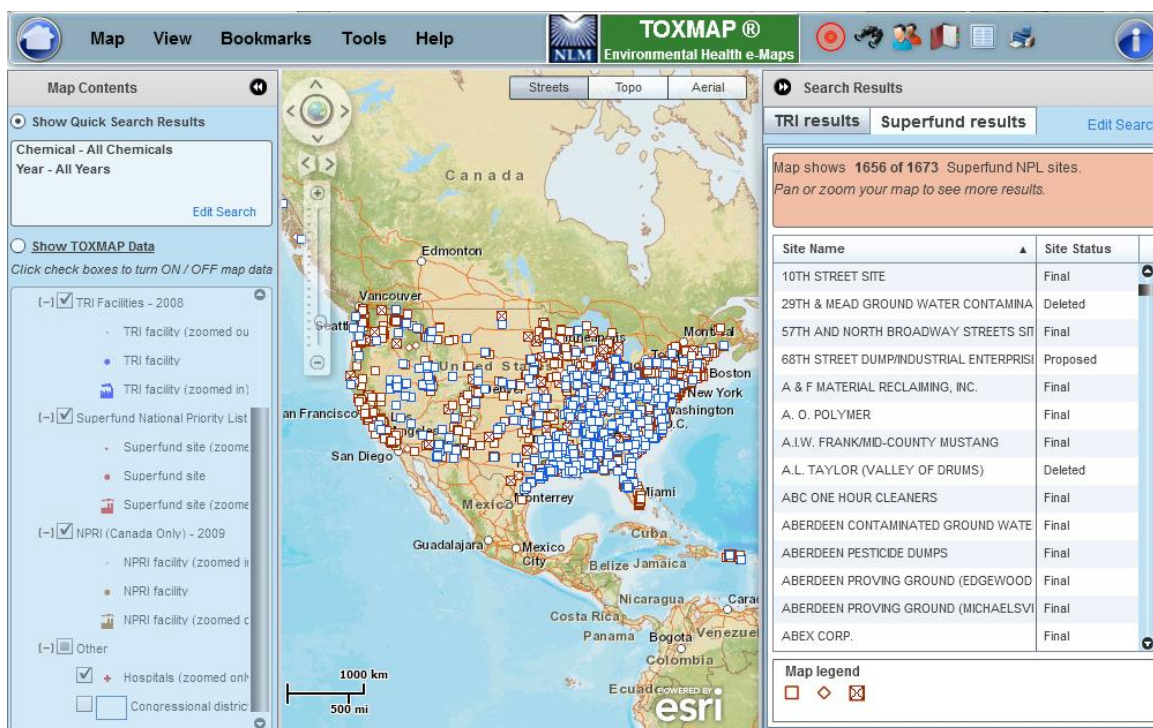 Map View Bookmarks Tools Help
NLM
TOXMAP ®
Environmental Health e-Maps
Map Contents
Show Quick Search Results
Chemical - All Chemicals
Year - All Years
Edit Search
Show TOXMAP Data
Click check boxes to turn ON / OFF map data
[-] TRI Facilities - 2008
TRI facility (zoomed ou
TRI facility
TRI facility (zoomed in)
[-] Superfund National Priority List
Superfund site (zoome
Superfund site
Superfund site (zoome
[-] NPRI (Canada Only) - 2009
NPRI facility (zoomed i
NPRI facility
NPRI facility (zoomed c
[-] Other
Hospitals (zoomed onl
Congressional distric
Streets Topo Aerial
Canada
Edmonton
Vancouver
Seattl
Montreal
Boston
United States
New York
an Francisco
Washington
D.C.
Angeles
San Diego
Mexico
Monterrey
Miami
Guadalajara
Mexico
City
Cuba
Belize
Jamaica
Nicaragua
Costa Rica
Panama
Carac
Bogota
Venezuel
Colombia
Ecuad
1000 km
500 mi
POWERED BY
esri
Search Results
TRI results Superfund results Edit Searc
Map shows 1656 of 1673 Superfund NPL sites.
Pan or zoom your map to see more results.
Site Name Site Status
10TH STREET SITE Final
29TH & MEAD GROUND WATER CONTAMINA Deleted
57TH AND NORTH BROADWAY STREETS SIT Final
68TH STREET DUMP/INDUSTRIAL ENTERPRISI Proposed
A & F MATERIAL RECLAIMING, INC. Final
A. O. POLYMER Final
A.I.W. FRANK/MID-COUNTY MUSTANG Final
A.L. TAYLOR (VALLEY OF DRUMS) Deleted
ABC ONE HOUR CLEANERS Final
ABERDEEN CONTAMINATED GROUND WATE Final
ABERDEEN PESTICIDE DUMPS Final
ABERDEEN PROVING GROUND (EDGEWOOD Final
ABERDEEN PROVING GROUND (MICHAELSVI Final
ABEX CORP. Final
Map legend